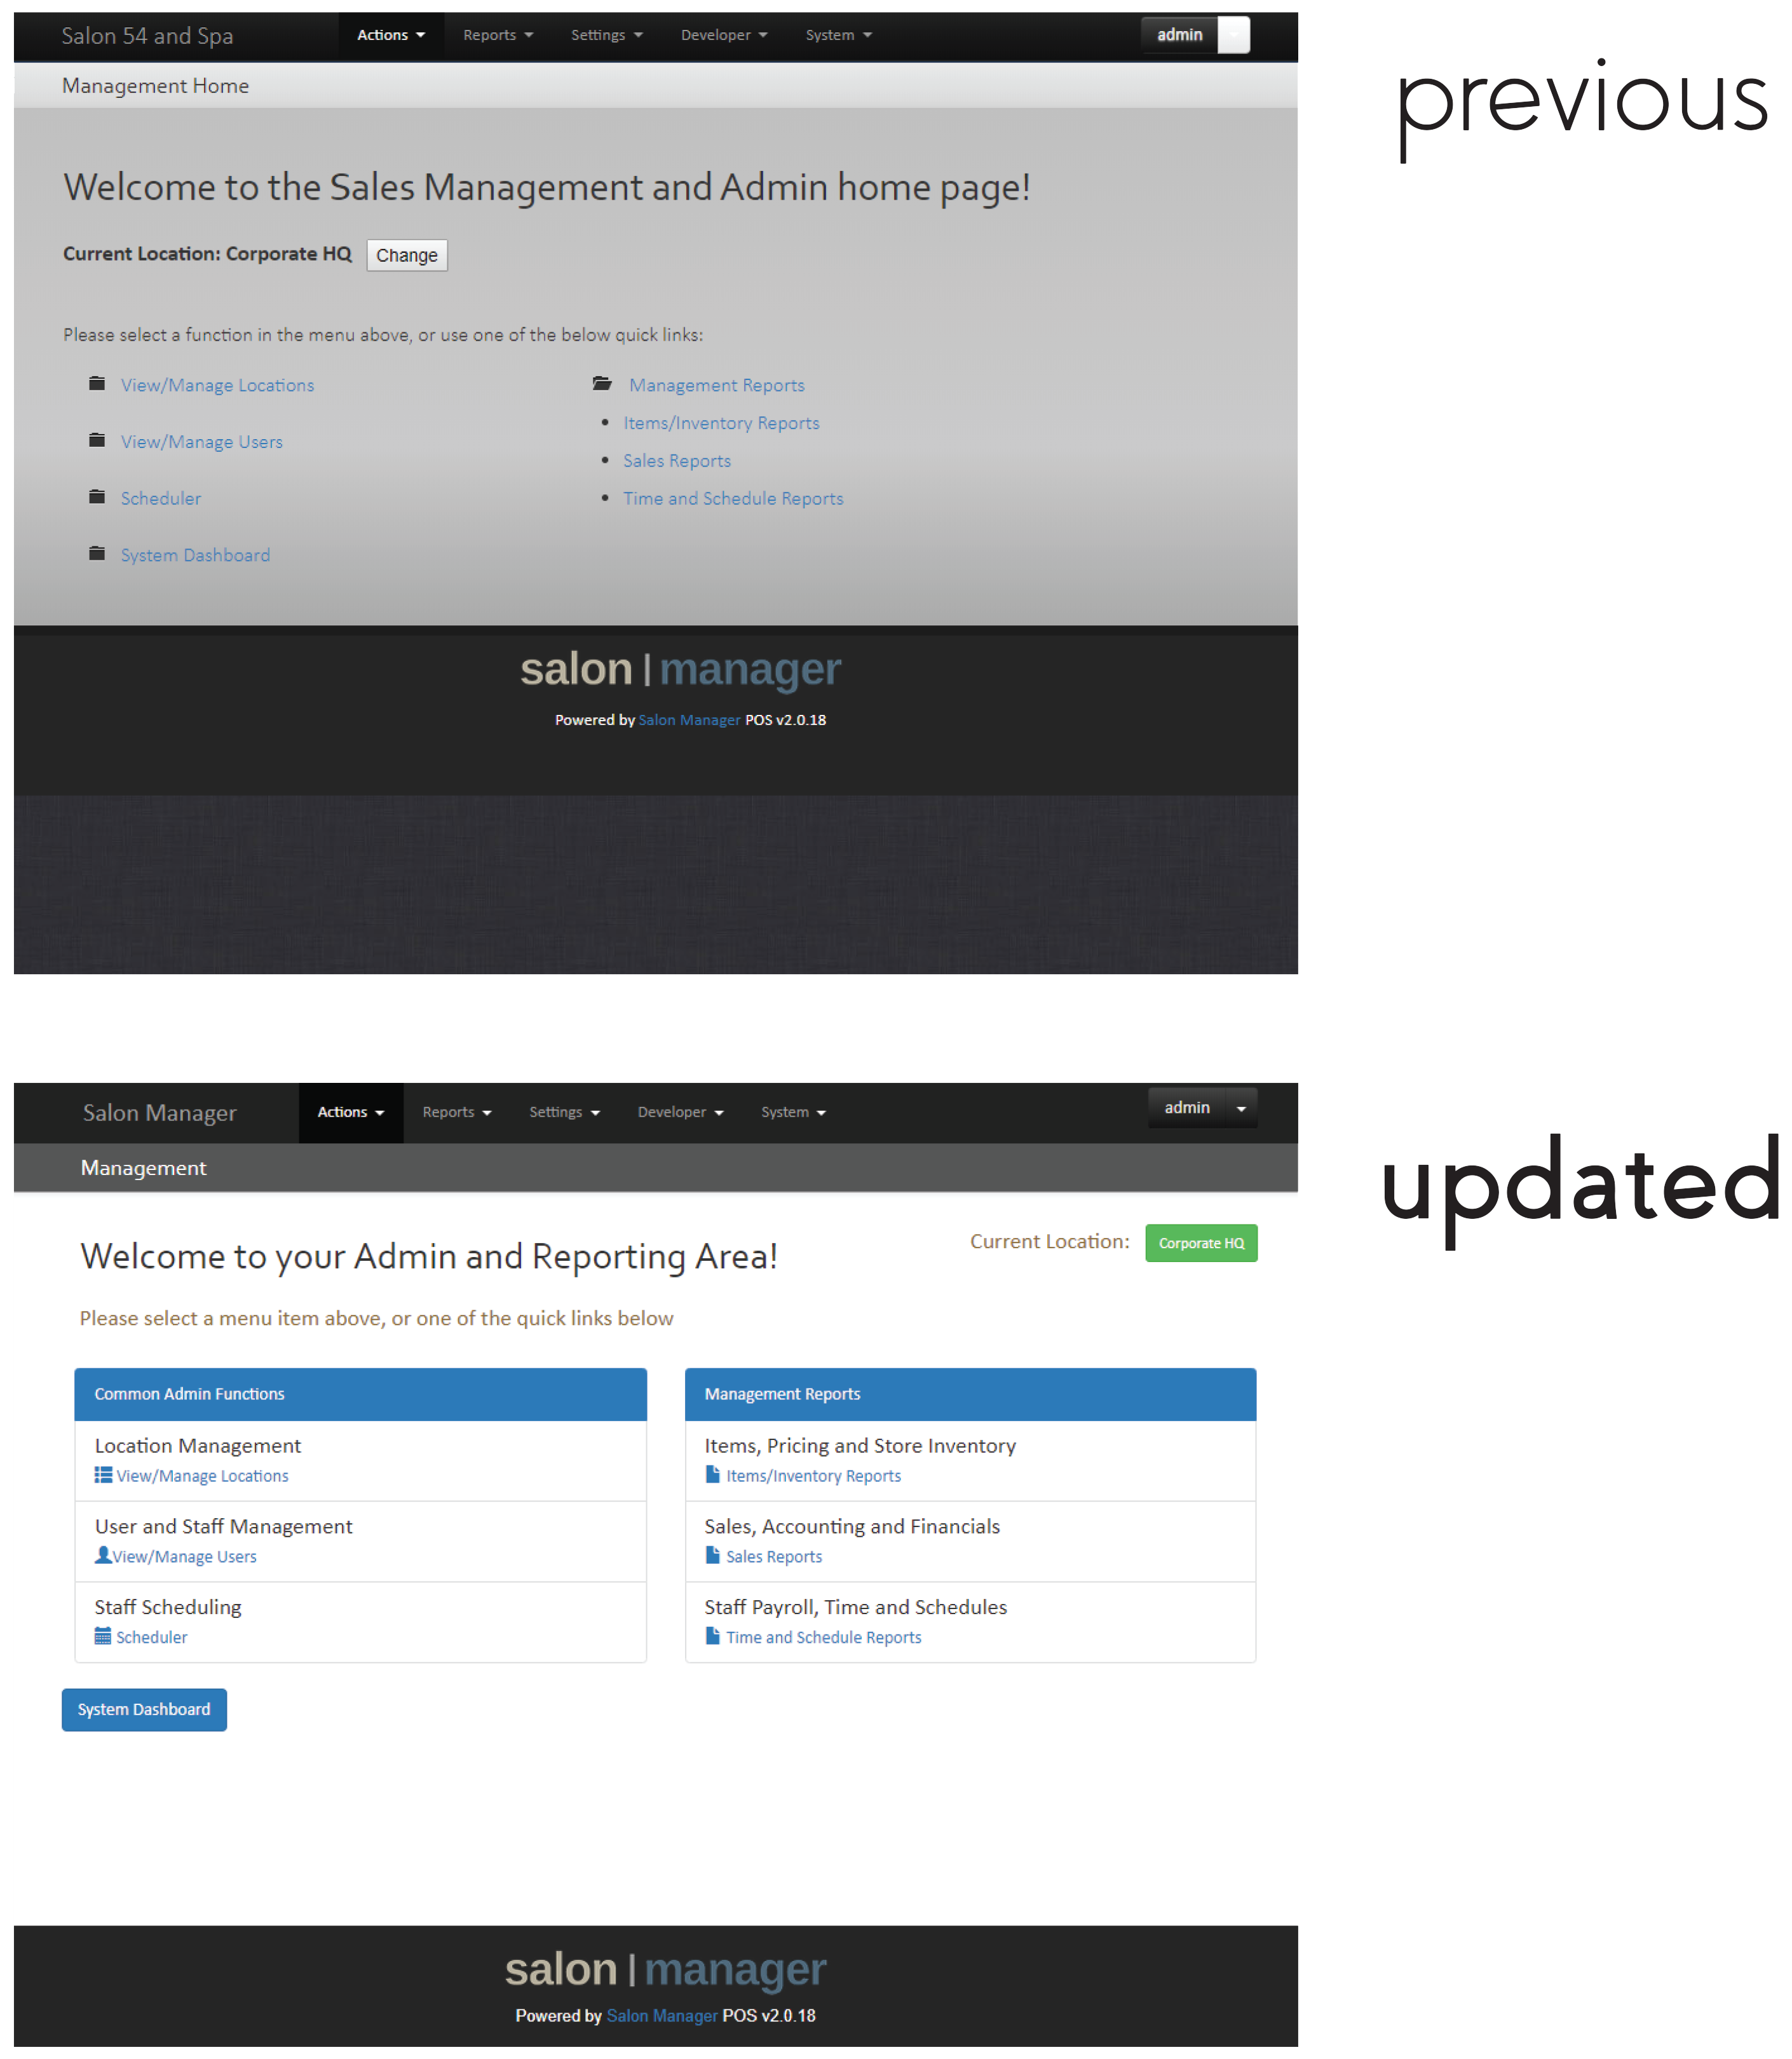 Salon 54 and Spa Actions Reports Settings Developer System admin
previous
Management Home
Welcome to the Sales Management and Admin home page!
Current Location: Corporate HQ Change
Please select a function in the menu above, or use one of the below quick links:
View/Manage Locations
View/Manage Users
Scheduler
System Dashboard
Management Reports
Items/Inventory Reports
Sales Reports
Time and Schedule Reports
salon | manager
Powered by Salon Manager POS v2.0.18
Salon Manager Actions Reports Settings Developer System admin
updated
Management
Welcome to your Admin and Reporting Area!
Current Location: Corporate HQ
Please select a menu item above, or one of the quick links below
Common Admin Functions
Location Management
View/Manage Locations
User and Staff Management
View/Manage Users
Staff Scheduling
Scheduler
Management Reports
Items, Pricing and Store Inventory
Items/Inventory Reports
Sales, Accounting and Financials
Sales Reports
Staff Payroll, Time and Schedules
Time and Schedule Reports
System Dashboard
salon | manager
Powered by Salon Manager POS v2.0.18